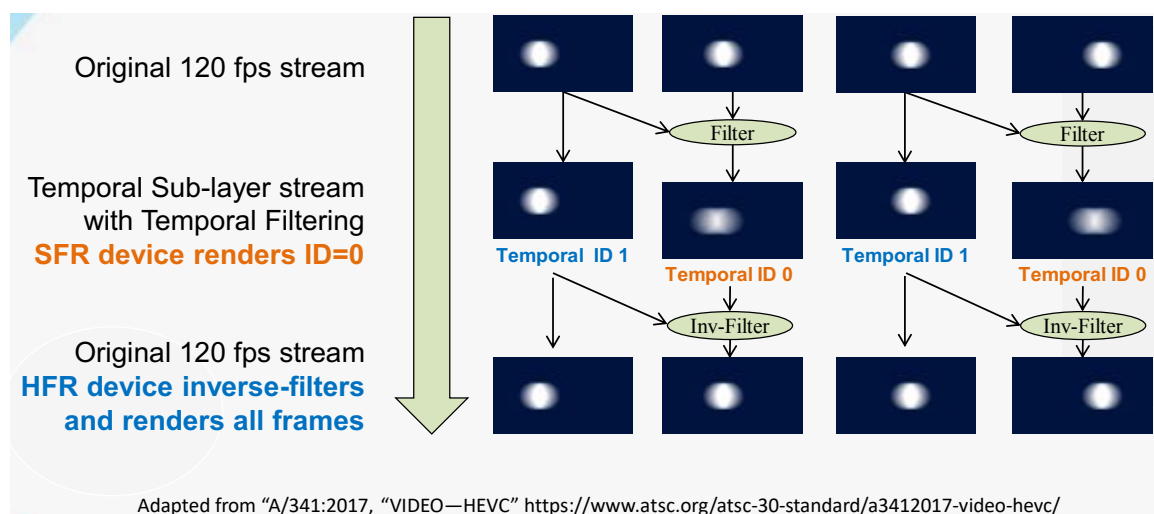 Original 120 fps stream
Filter
Filter
Temporal Sub-layer stream
with Temporal Filtering
SFR device renders ID=0
Temporal ID 1
Temporal ID 0
Temporal ID 1
Temporal ID 0
Inv-Filter
Inv-Filter
Original 120 fps stream
HFR device inverse-filters
and renders all frames
Adapted from “A/341:2017, “VIDEO—HEVC” https://www.atsc.org/atsc-30-standard/a3412017-video-hevc/